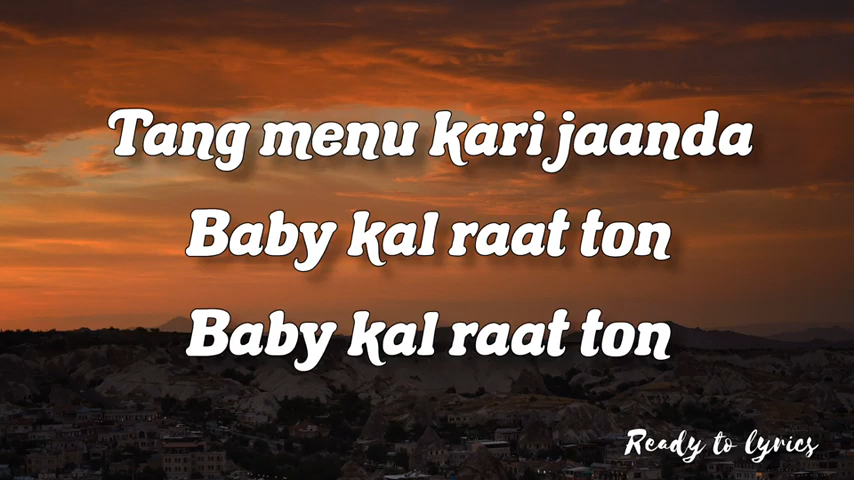 Tang menu kari jaanda
Baby kal raat ton
Baby kal raat ton
Ready to lyrics